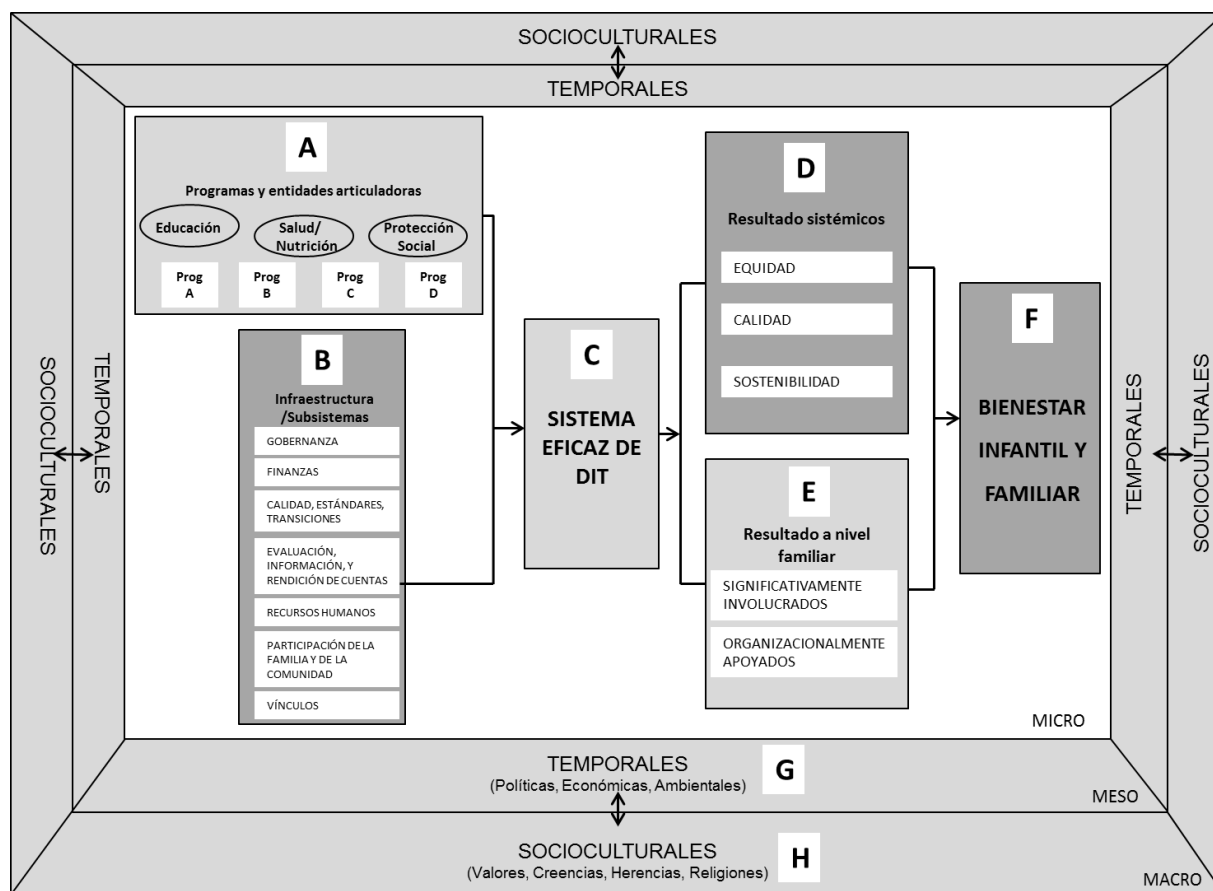 SOCIOCULTURALES
TEMPORALES
SOCIOCULTURALES
TEMPORALES
A
Programas y entidades articuladoras
Educación
Salud/
Nutrición
Protección
Social
Prog
A
Prog
B
Prog
C
Prog
D
B
Infraestructura
/Subsistemas
GOBERNANZA
FINANZAS
CALIDAD, ESTÁNDARES,
TRANSICIONES
EVALUACIÓN,
INFORMACIÓN, Y
RENDICIÓN DE CUENTAS
RECURSOS HUMANOS
PARTICIPACIÓN DE LA
FAMILIA Y DE LA
COMUNIDAD
VÍNCULOS
C
SISTEMA
EFICAZ DE
DIT
D
Resultado sistémicos
EQUIDAD
CALIDAD
SOSTENIBILIDAD
E
Resultado a nivel
familiar
SIGNIFICATIVAMENTE
INVOLUCRADOS
ORGANIZACIONALMENTE
APOYADOS
F
BIENESTAR
INFANTIL Y
FAMILIAR
TEMPORALES
SOCIOCULTURALES
MICRO
TEMPORALES
(Políticas, Económicas, Ambientales)
G
MESO
SOCIOCULTURALES
(Valores, Creencias, Herencias, Religiones)
H
MACRO